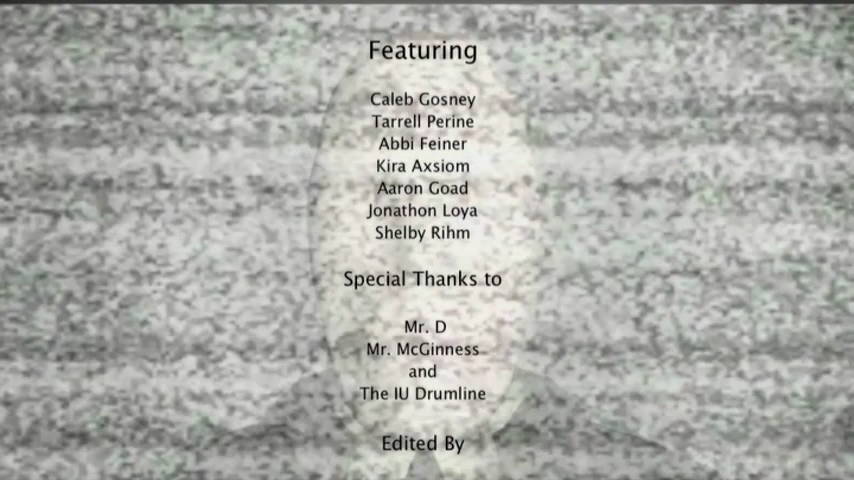 Featuring
Caleb Gosney
Tarrell Perine
Abbi Feiner
Kira Axsiom
Aaron Goad
Jonathon Loya
Shelby Rihm
Special Thanks to
Mr. D
Mr. McGinness
and
The IU Drumline
Edited By